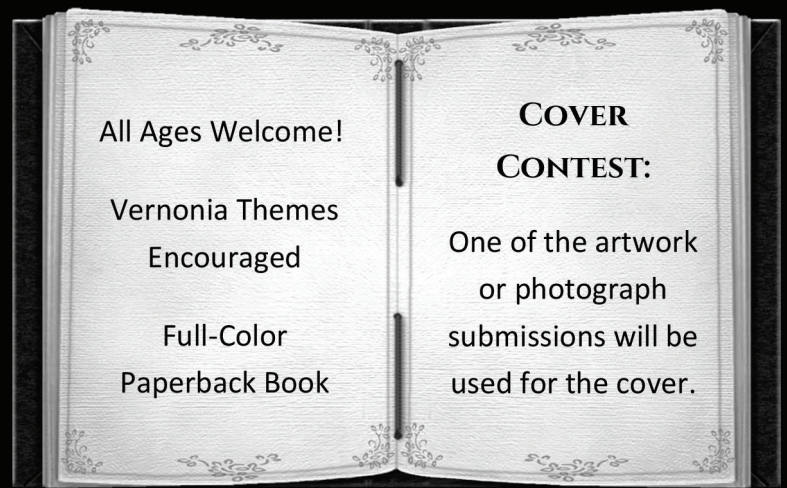 All Ages Welcome!
Vernonia Themes
Encouraged
Full-Color
Paperback Book
COVER
CONTEST:
One of the artwork
or photograph
submissions will be
used for the cover.